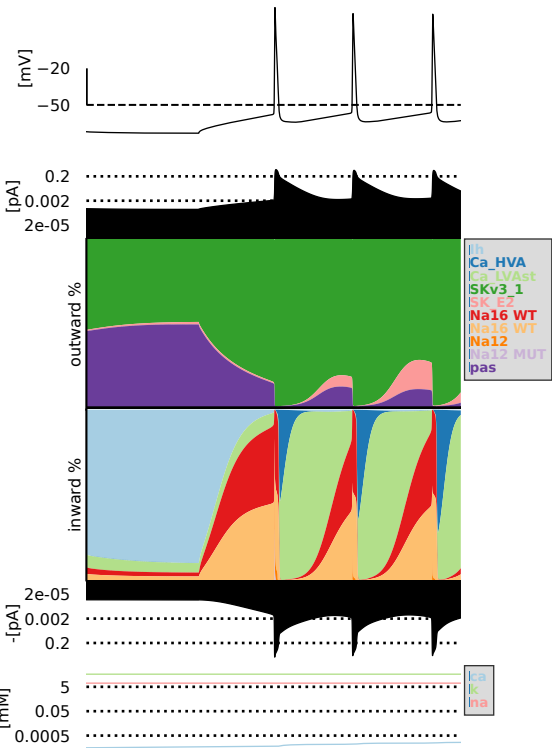 [mV]
−20
−50
[pA]
0.2
0.002
2e-05
outward %
Ih
Ca_HVA
Ca_LVAst
SKv3_1
SK_E2
Na16 WT
Na16 WT
Na12
Na12 MUT
pas
inward %
-[pA]
2e-05
0.002
0.2
[mM]
5
0.05
0.0005
ca
k
na